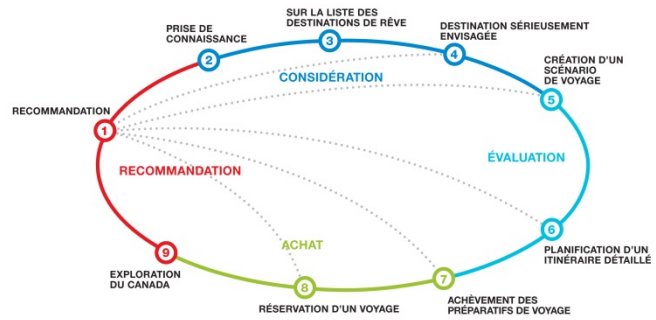 PRISE DE
CONNAISSANCE
2
SUR LA LISTE DES
DESTINATIONS DE RÊVE
3
DESTINATION SÉRIEUSEMENT
ENVISAGÉE
4
CRÉATION D'UN
SCÉNARIO
DE VOYAGE
5
CONSIDÉRATION
RECOMMANDATION
1
RECOMMANDATION
ÉVALUATION
6
PLANIFICATION D'UN
ITINÉRAIRE DÉTAILLÉ
ACHAT
9
EXPLORATION
DU CANADA
8
RÉSERVATION D'UN VOYAGE
7
ACHÈVEMENT DES
PRÉPARATIFS DE VOYAGE